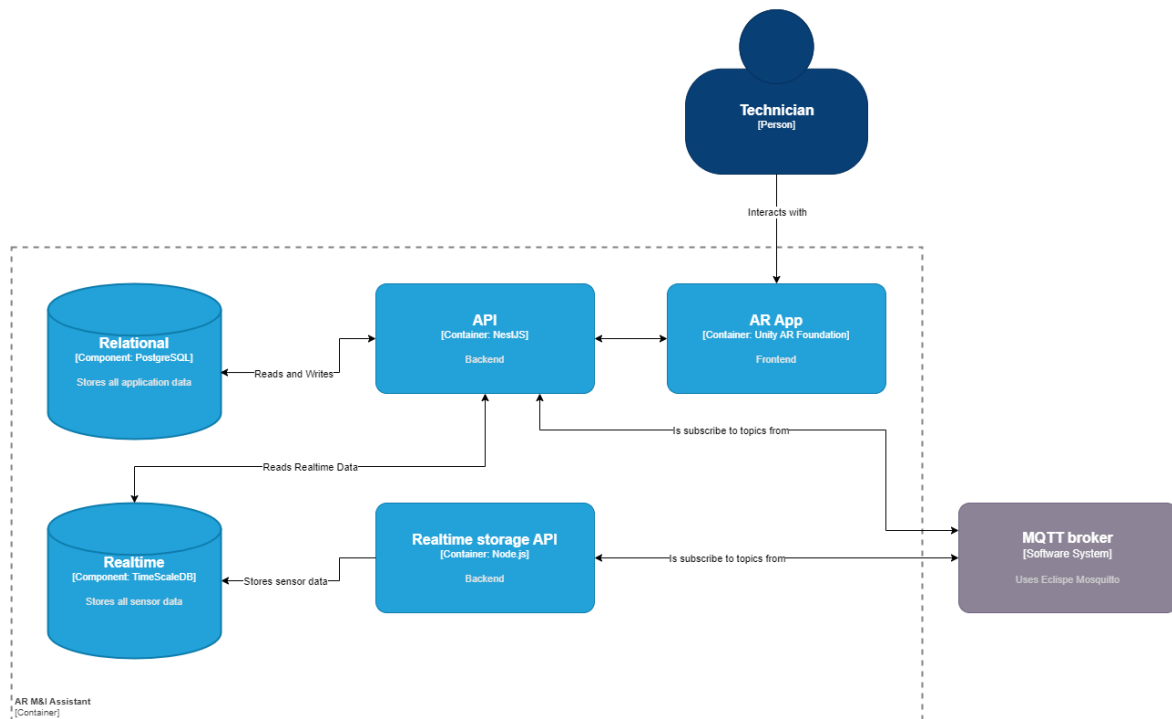 Technician
[Person]
Interacts with
Relational
[Component: PostgreSQL]
Stores all application data
Reads and Writes
API
[Container: NestJS]
Backend
AR App
[Container: Unity AR Foundation]
Frontend
Is subscribe to topics from
Reads Realtime Data
Realtime
[Component: TimeScaleDB]
Stores all sensor data
Stores sensor data
Realtime storage API
[Container: Node.js]
Backend
Is subscribe to topics from
MQTT broker
[Software System]
Uses Eclispe Mosquitto
AR M&I Assistant
[Container]